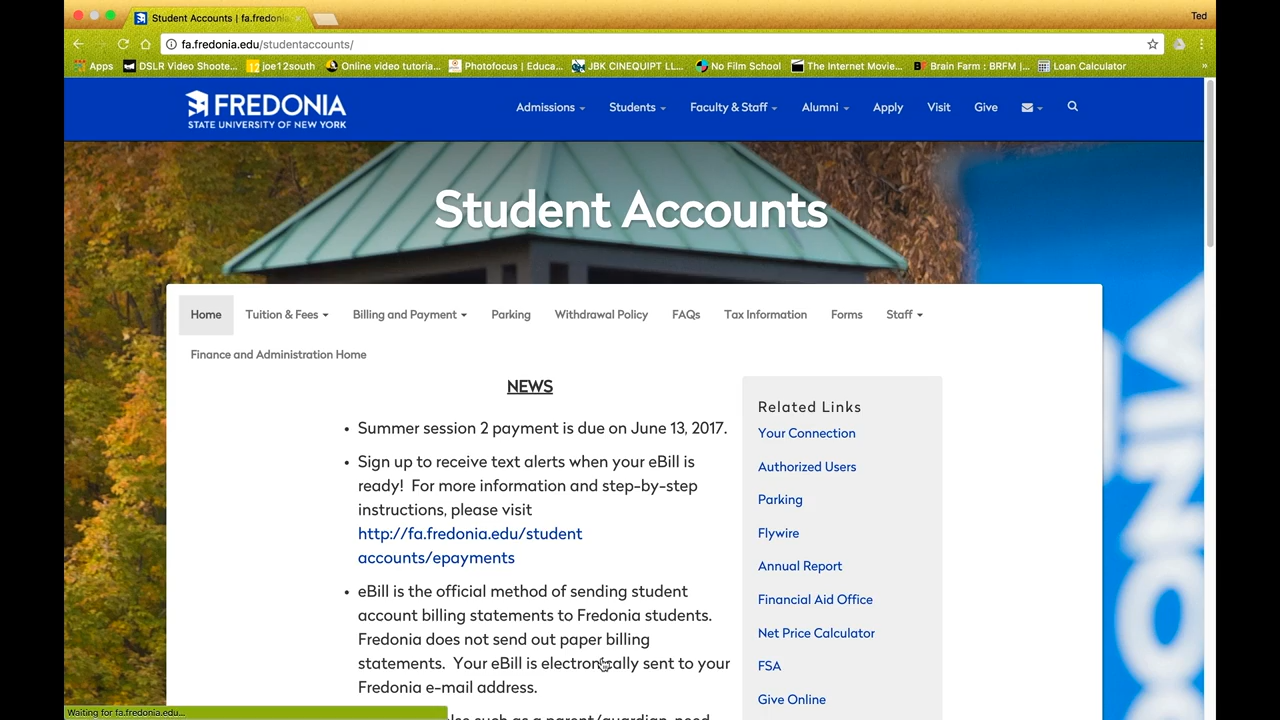 Student Accounts | fa.fredonia
Ted
fa.fredonia.edu/studentaccounts/
Apps DSLR Video Shoote... joe12south Online video tutoria... Photofocus | Educa... JBK CINEQUIPT LL... No Film School The Internet Movie... Brain Farm : BRFM |... Loan Calculator »
FREDONIA
STATE UNIVERSITY OF NEW YORK
Admissions Students Faculty & Staff Alumni Apply Visit Give
Student Accounts
Home Tuition & Fees Billing and Payment Parking Withdrawal Policy FAQs Tax Information Forms Staff
Finance and Administration Home
NEWS
• Summer session 2 payment is due on June 13, 2017.
• Sign up to receive text alerts when your eBill is
ready! For more information and step-by-step
instructions, please visit
http://fa.fredonia.edu/student
accounts/epayments
• eBill is the official method of sending student
account billing statements to Fredonia students.
Fredonia does not send out paper billing
statements. Your eBill is electronically sent to your
Fredonia e-mail address.
such as a parent/guardian, need
Related Links
Your Connection
Authorized Users
Parking
Flywire
Annual Report
Financial Aid Office
Net Price Calculator
FSA
Give Online
Waiting for fa.fredonia.edu...